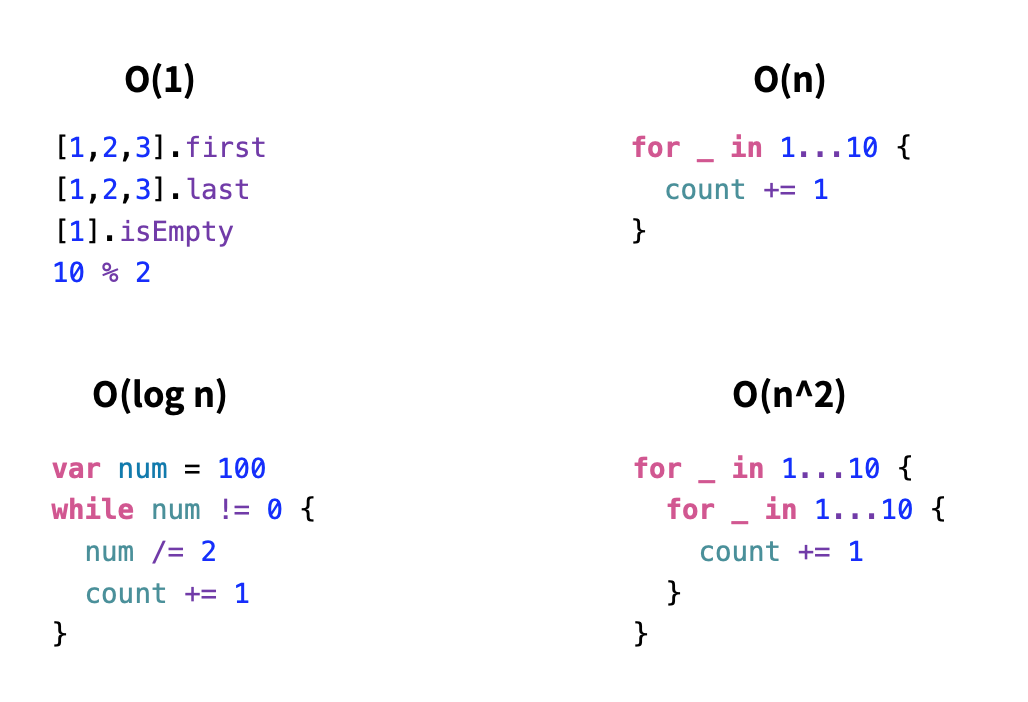 O(1)
[1,2,3].first
[1,2,3].last
[1].isEmpty
10 % 2
O(n)
for _ in 1...10 {
  count += 1
}
O(log n)
var num = 100
while num != 0 {
  num /= 2
  count += 1
}
O(n^2)
for _ in 1...10 {
  for _ in 1...10 {
    count += 1
  }
}